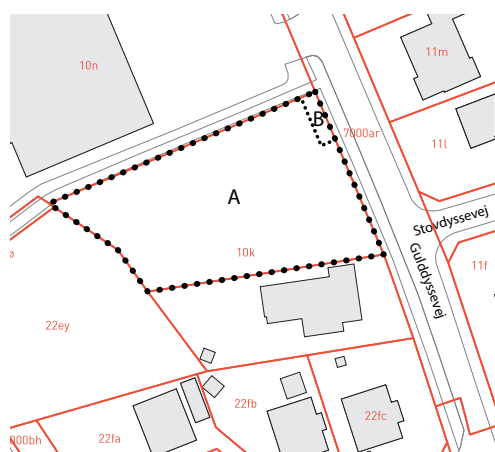 10n
11m
B
7000ar
11l
A
Stovdyssevej
10k
Gulddyssevej
11f
22ey
22fb
22fc
000bh
22fa